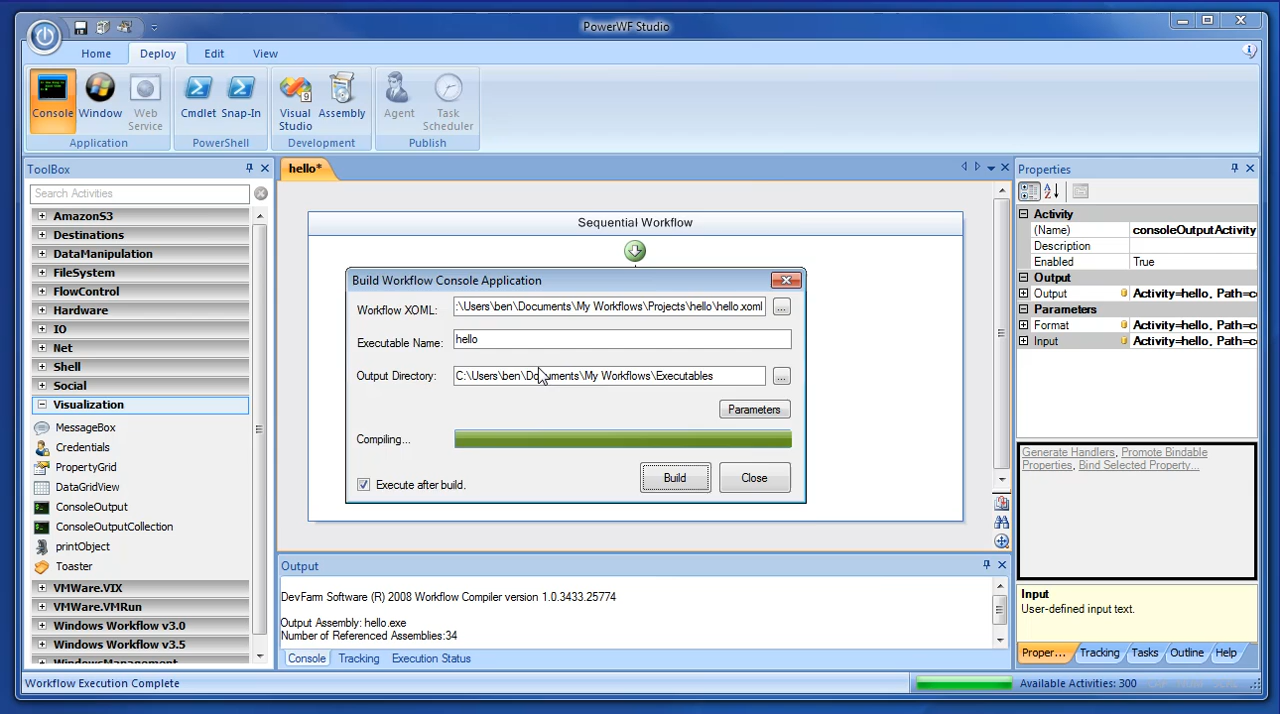 PowerWF Studio
Home Deploy Edit View
Console Window Web Service
Cmdlet Snap-In
Visual Studio Assembly
Agent Task Scheduler
Application PowerShell Development Publish
ToolBox
Search Activities
AmazonS3
Destinations
DataManipulation
FileSystem
FlowControl
Hardware
IO
Net
Shell
Social
Visualization
MessageBox
Credentials
PropertyGrid
DataGridView
ConsoleOutput
ConsoleOutputCollection
printObject
Toaster
VMWare.VIX
VMWare.VMRun
Windows Workflow v3.0
Windows Workflow v3.5
WindowsManagement
hello*
Sequential Workflow
Build Workflow Console Application
Workflow XOML: :\Users\ben\Documents\My Workflows\Projects\hello\hello.xoml ...
Executable Name: hello
Output Directory: C:\Users\ben\Documents\My Workflows\Executables ...
Parameters
Compiling...
Execute after build. Build Close
Output
DevFarm Software (R) 2008 Workflow Compiler version 1.0.3433.25774
Output Assembly: hello.exe
Number of Referenced Assemblies:34
Console Tracking Execution Status
Properties
Activity
(Name) consoleOutputActivity
Description
Enabled True
Output
Output Activity=hello, Path=c
Parameters
Format Activity=hello, Path=c
Input Activity=hello, Path=c
Generate Handlers, Promote Bindable
Properties, Bind Selected Property...
Input
User-defined input text.
Proper... Tracking Tasks Outline Help
Workflow Execution Complete
Available Activities: 300